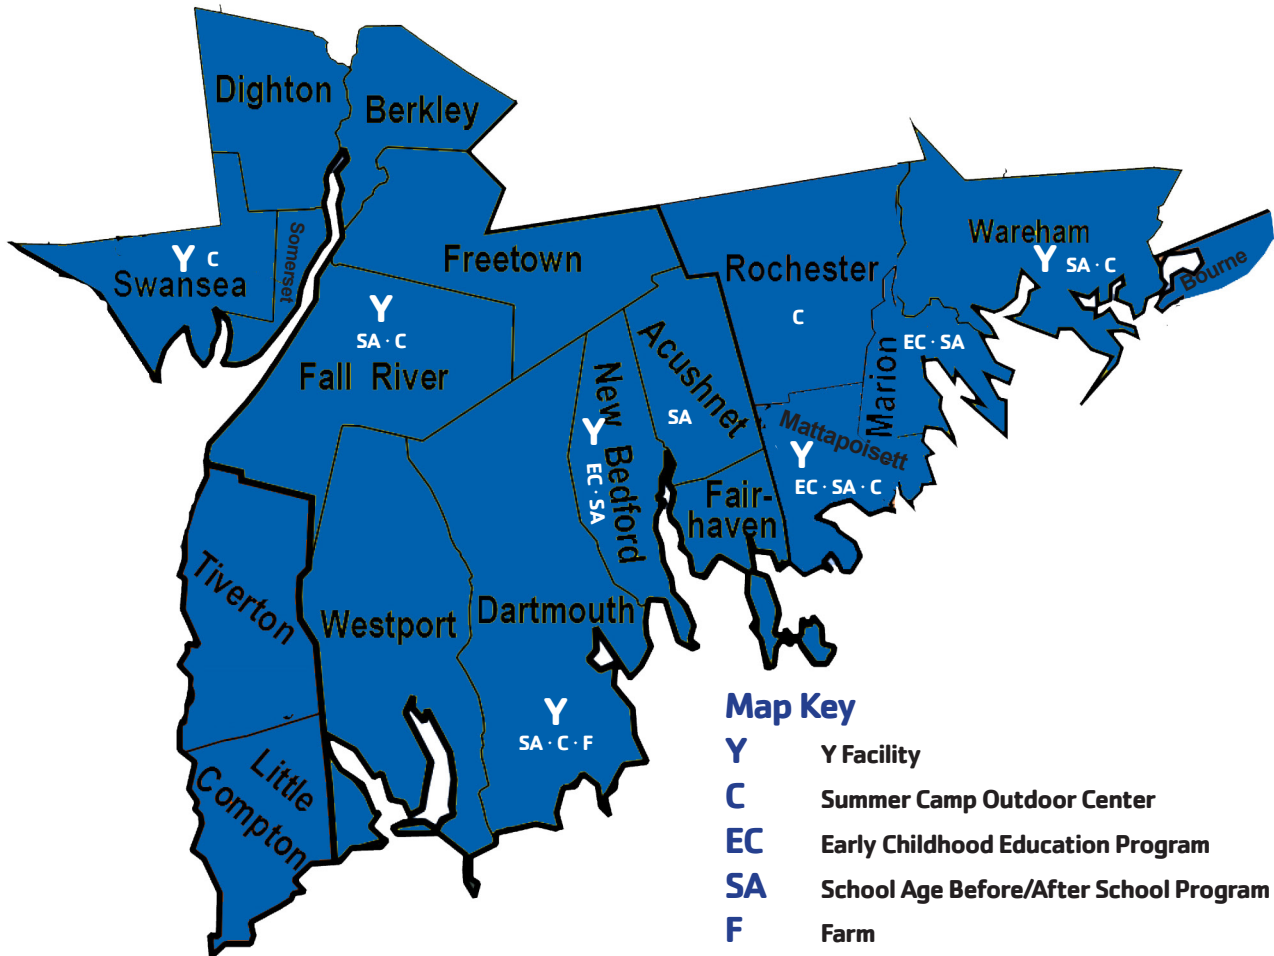 Dighton
Berkley
Somerset
Y C
Swansea
Freetown
Rochester
C
Wareham
Y SA · C
Bourne
Y
SA · C
Fall River
Acushnet
SA
New Bedford
Y
EC · SA
EC · SA
Marion
Mattapoisett
Y
EC · SA · C
Fair-
haven
Tiverton
Westport
Dartmouth
Y
SA · C · F
Little
Compton
Map Key
Y Y Facility
C Summer Camp Outdoor Center
EC Early Childhood Education Program
SA School Age Before/After School Program
F Farm